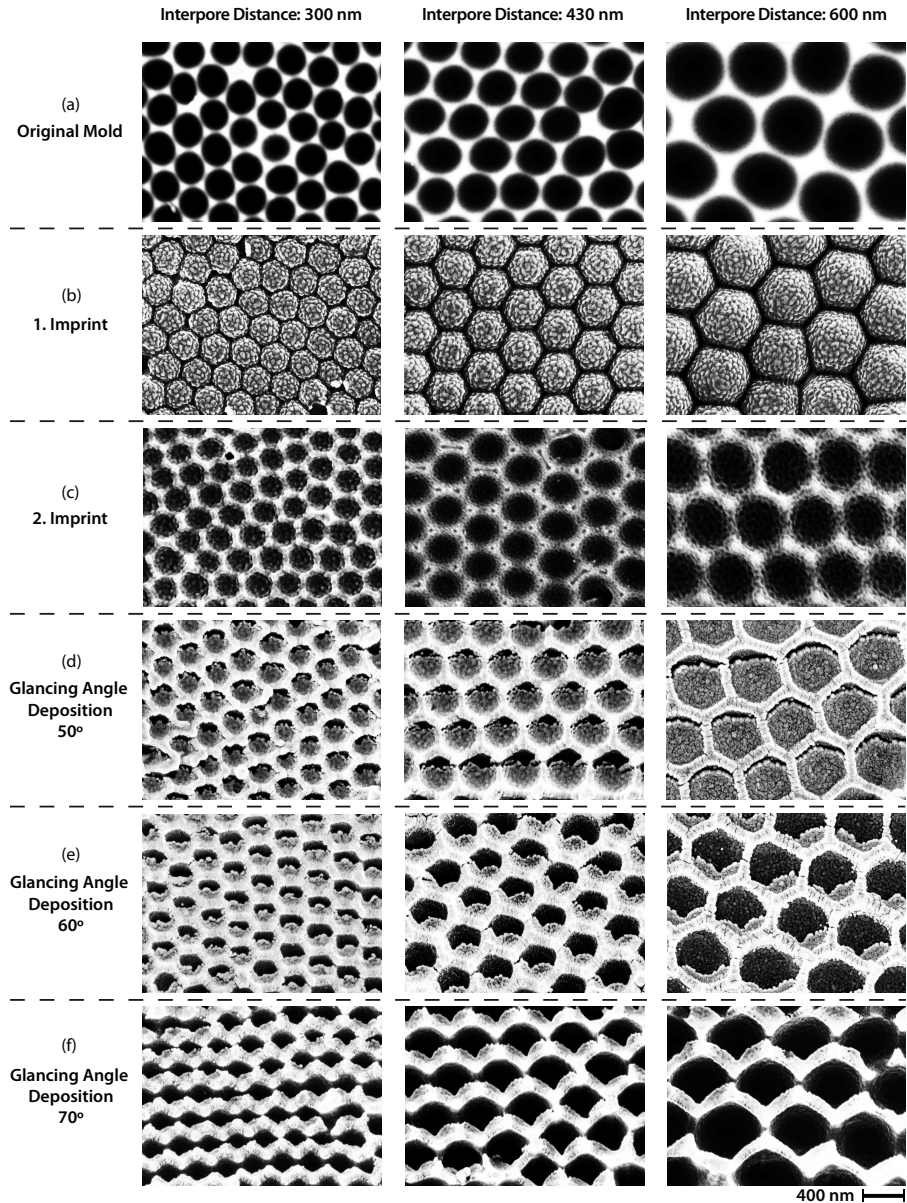 Interpore Distance: 300 nm
Interpore Distance: 430 nm
Interpore Distance: 600 nm
(a)
Original Mold
(b)
1. Imprint
(c)
2. Imprint
(d)
Glancing Angle
Deposition
50º
(e)
Glancing Angle
Deposition
60º
(f)
Glancing Angle
Deposition
70º
400 nm